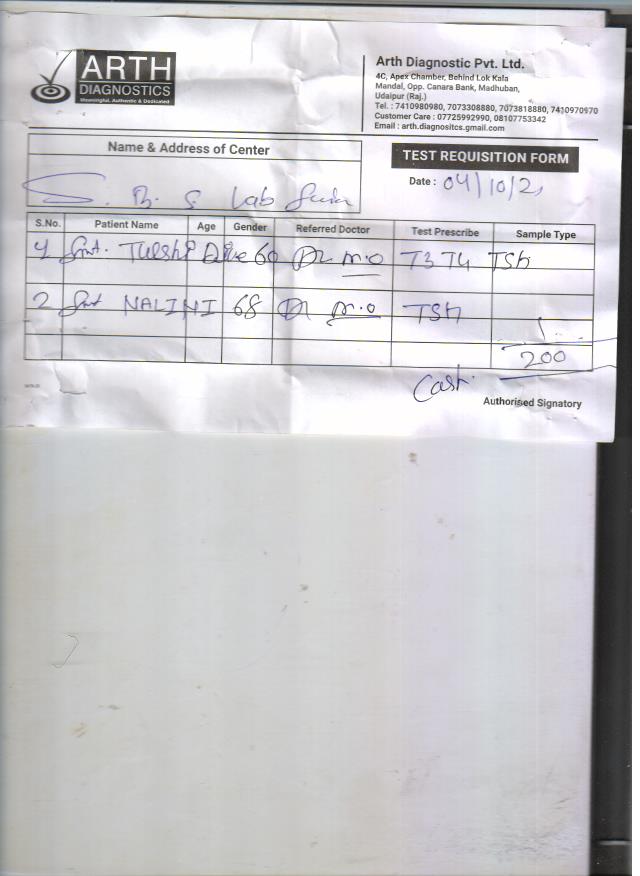 ARTH
DIAGNOSTICS
Meaningful, Authentic & Dedicated
Arth Diagnostic Pvt. Ltd.
4C, Apex Chamber, Behind Lok Kala
Mandal, Opp. Canara Bank, Madhuban,
Udaipur (Raj.)
Tel. : 7410980980, 7073308880, 7073818880, 7410970970
Customer Care : 07725992990, 08107753342
Email : arth.diagnositcs.gmail.com
Name & Address of Center
TEST REQUISITION FORM
S. B. S Lab
Date : 04/10/2
S.No. Patient Name Age Gender Referred Doctor Test Prescribe Sample Type
1 Smt. TULSHI Devi 60 Dr m.o T3 T4 TSH
2 Smt NALINI 68 Dr m.o TSH
200
Cash
Authorised Signatory